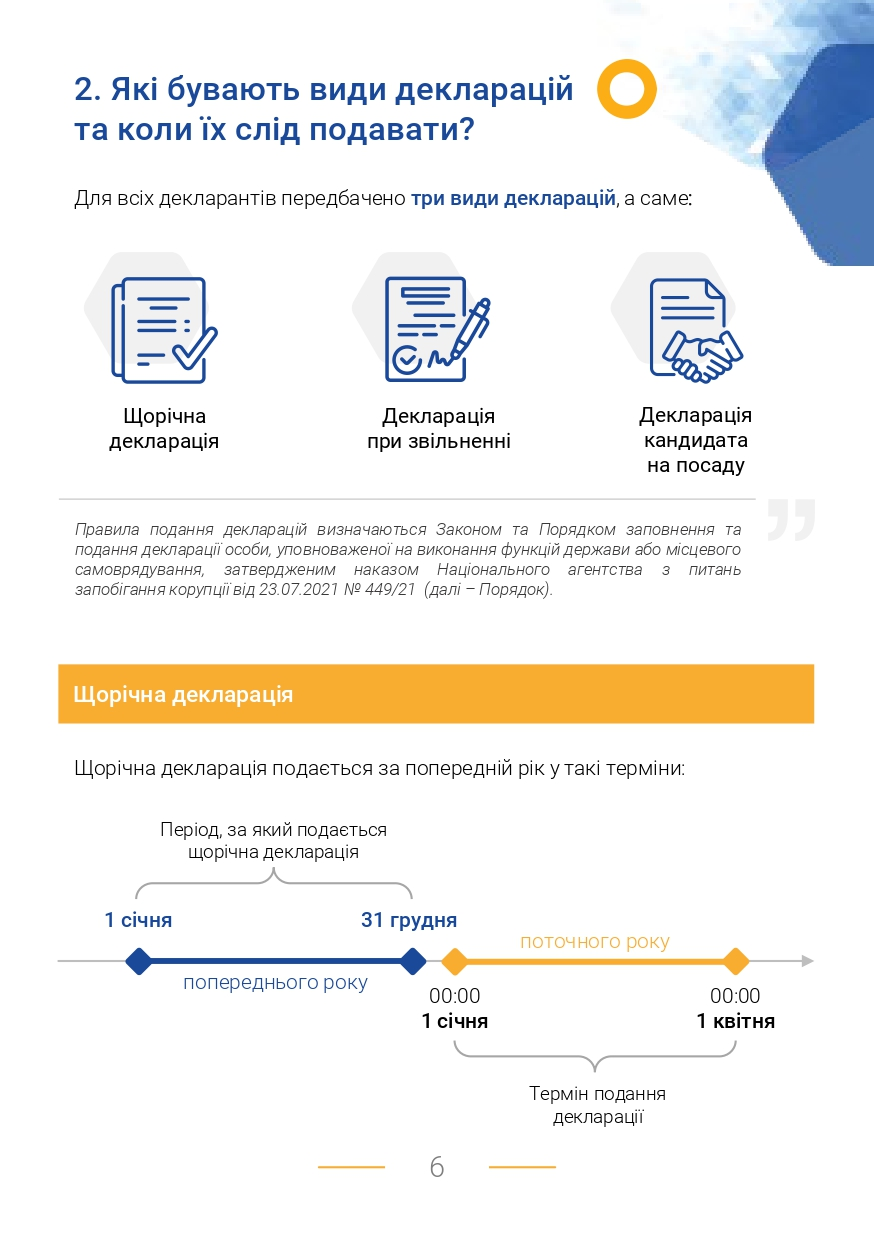 2. Які бувають види декларацій
та коли їх слід подавати?
Для всіх декларантів передбачено три види декларацій, а саме:
Щорічна
декларація
Декларація
при звільненні
Декларація
кандидата
на посаду
Правила подання декларацій визначаються Законом та Порядком заповнення та
подання декларації особи, уповноваженої на виконання функцій держави або місцевого
самоврядування, затвердженим наказом Національного агентства з питань
запобігання корупції від 23.07.2021 № 449/21 (далі – Порядок).
Щорічна декларація
Щорічна декларація подається за попередній рік у такі терміни:
Період, за який подається
щорічна декларація
1 січня
31 грудня
попереднього року
поточного року
00:00
1 січня
00:00
1 квітня
Термін подання
декларації
6